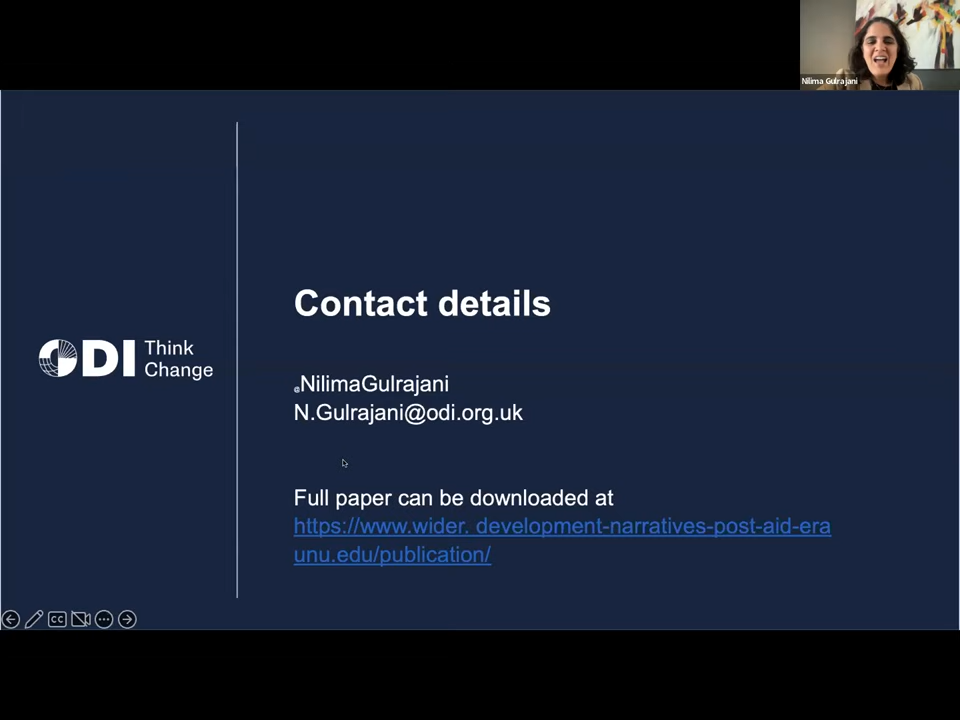 Nilima Gulrajani
ODI Think
Change
Contact details
@NilimaGulrajani
N.Gulrajani@odi.org.uk
Full paper can be downloaded at
https://www.wider. development-narratives-post-aid-era
unu.edu/publication/
CC